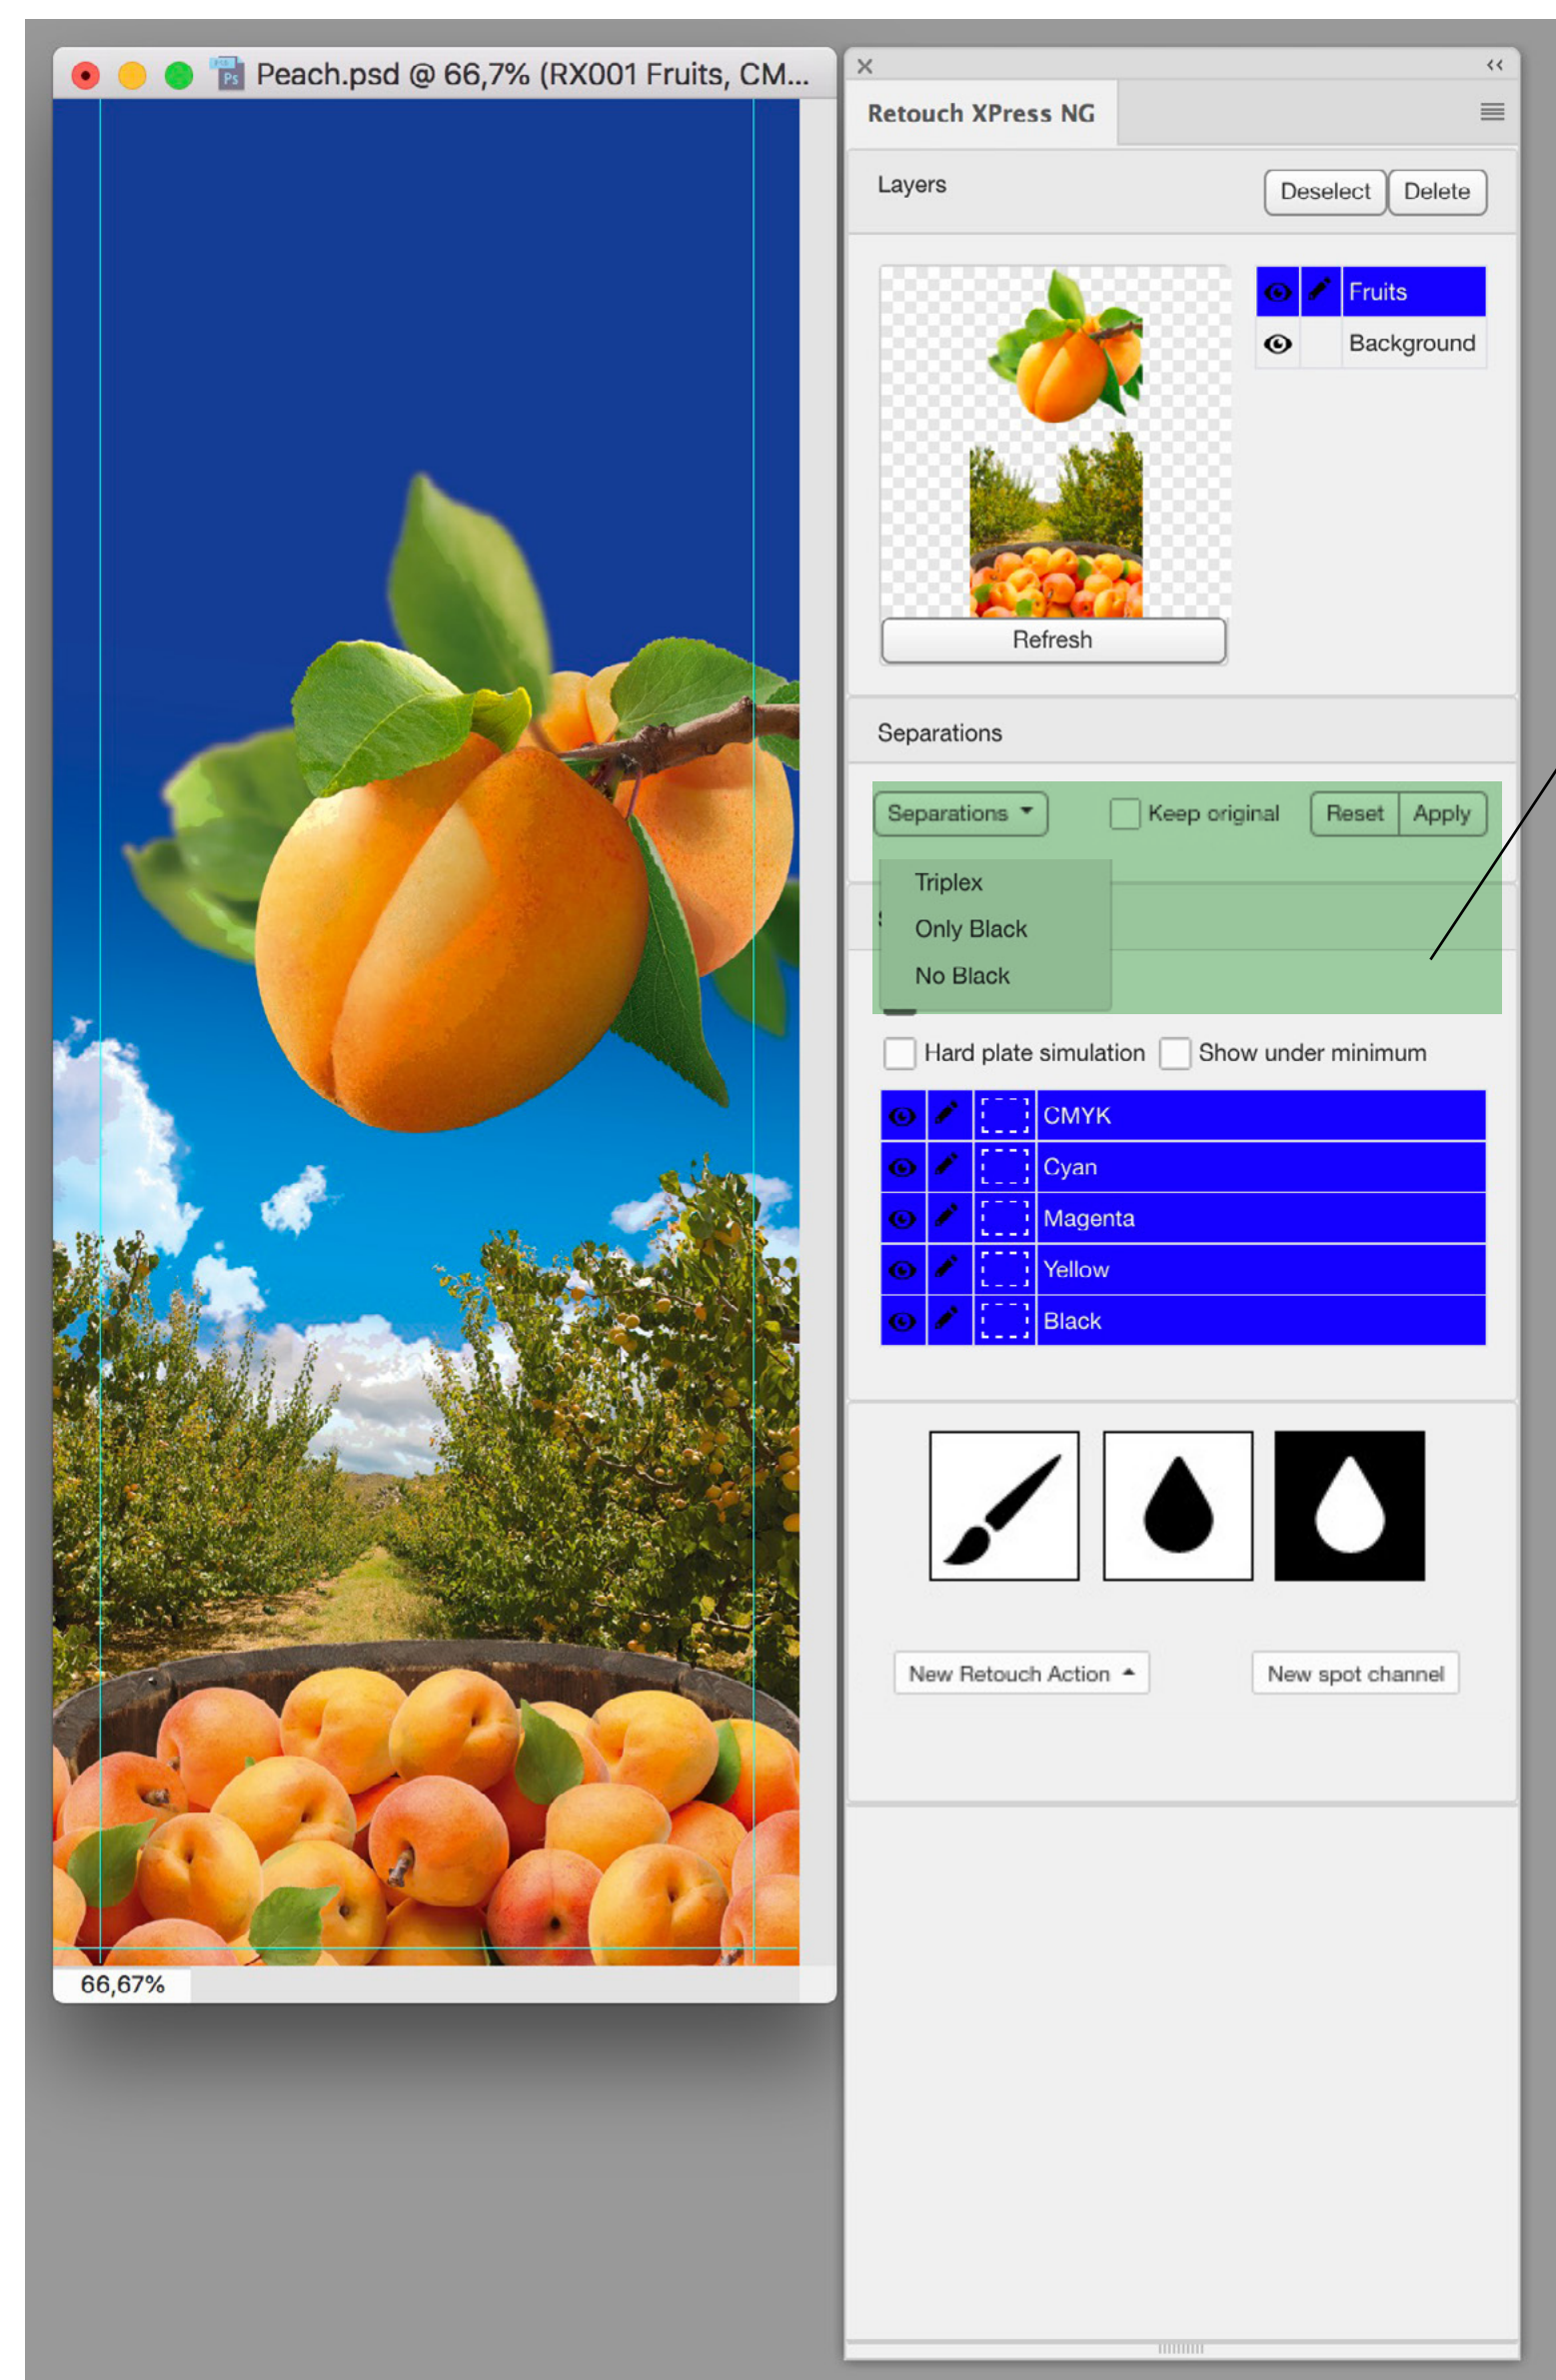 Peach.psd @ 66,7% (RX001 Fruits, CM...
Retouch XPress NG
Layers
Deselect
Delete
Fruits
Background
Refresh
Separations
Separations
Keep original
Reset
Apply
Triplex
Only Black
No Black
Hard plate simulation
Show under minimum
CMYK
Cyan
Magenta
Yellow
Black
New Retouch Action
New spot channel
66,67%